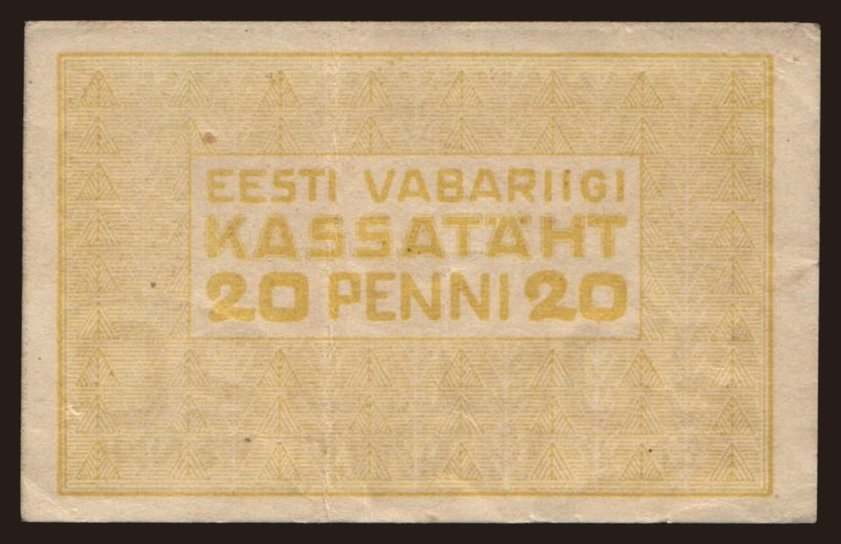 EESTI VABARIIGI
KASSATÄHT
20 PENNI 20